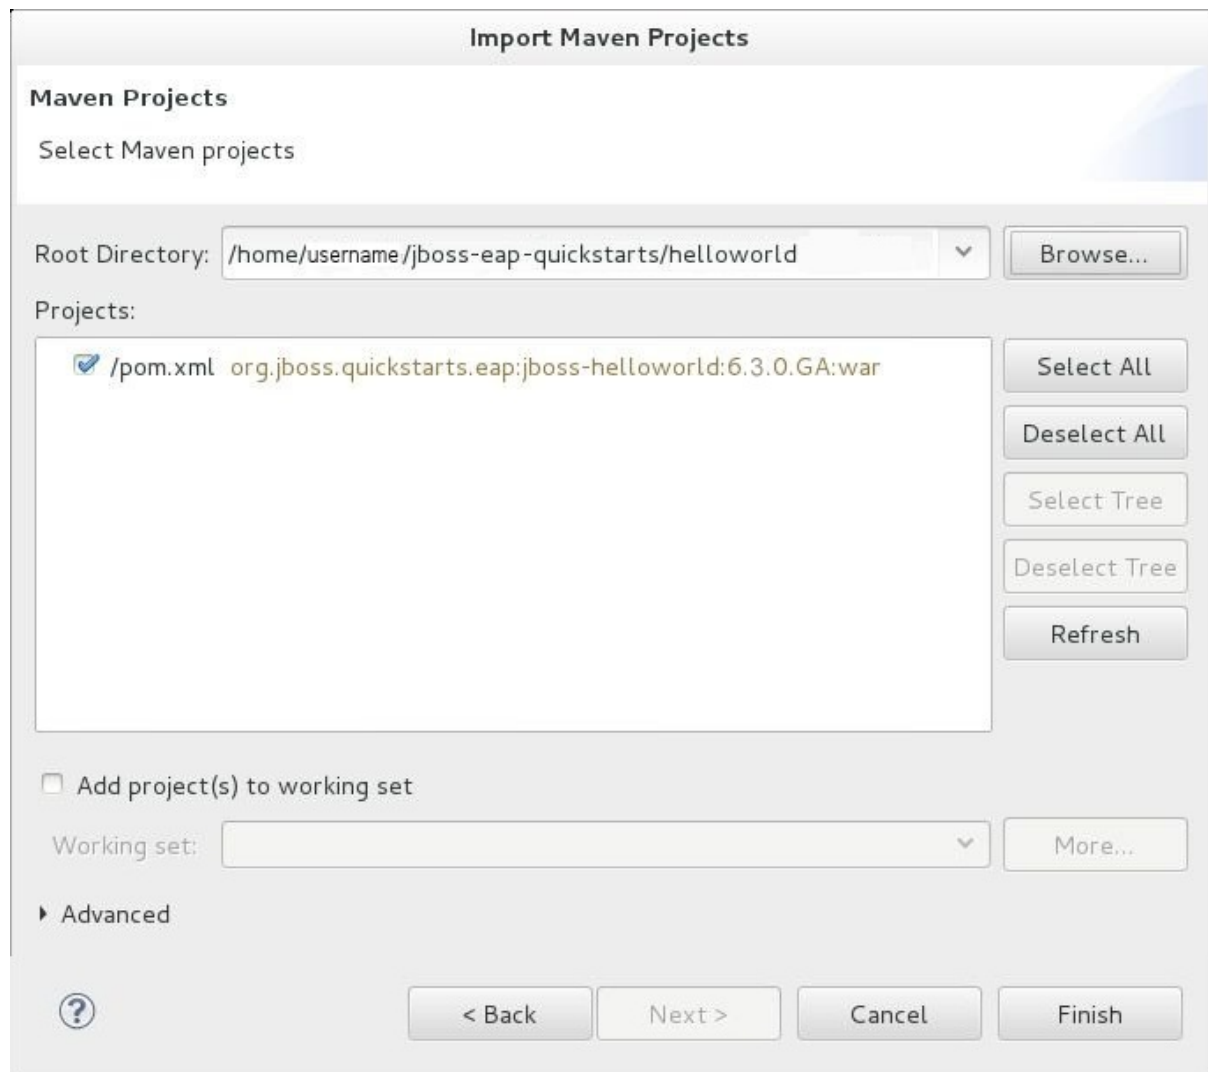 Import Maven Projects
Maven Projects
Select Maven projects
Root Directory: /home/username/jboss-eap-quickstarts/helloworld Browse...
Projects:
/pom.xml org.jboss.quickstarts.eap:jboss-helloworld:6.3.0.GA:war Select All
Deselect All
Select Tree
Deselect Tree
Refresh
Add project(s) to working set
Working set: More...
Advanced
? < Back Next > Cancel Finish